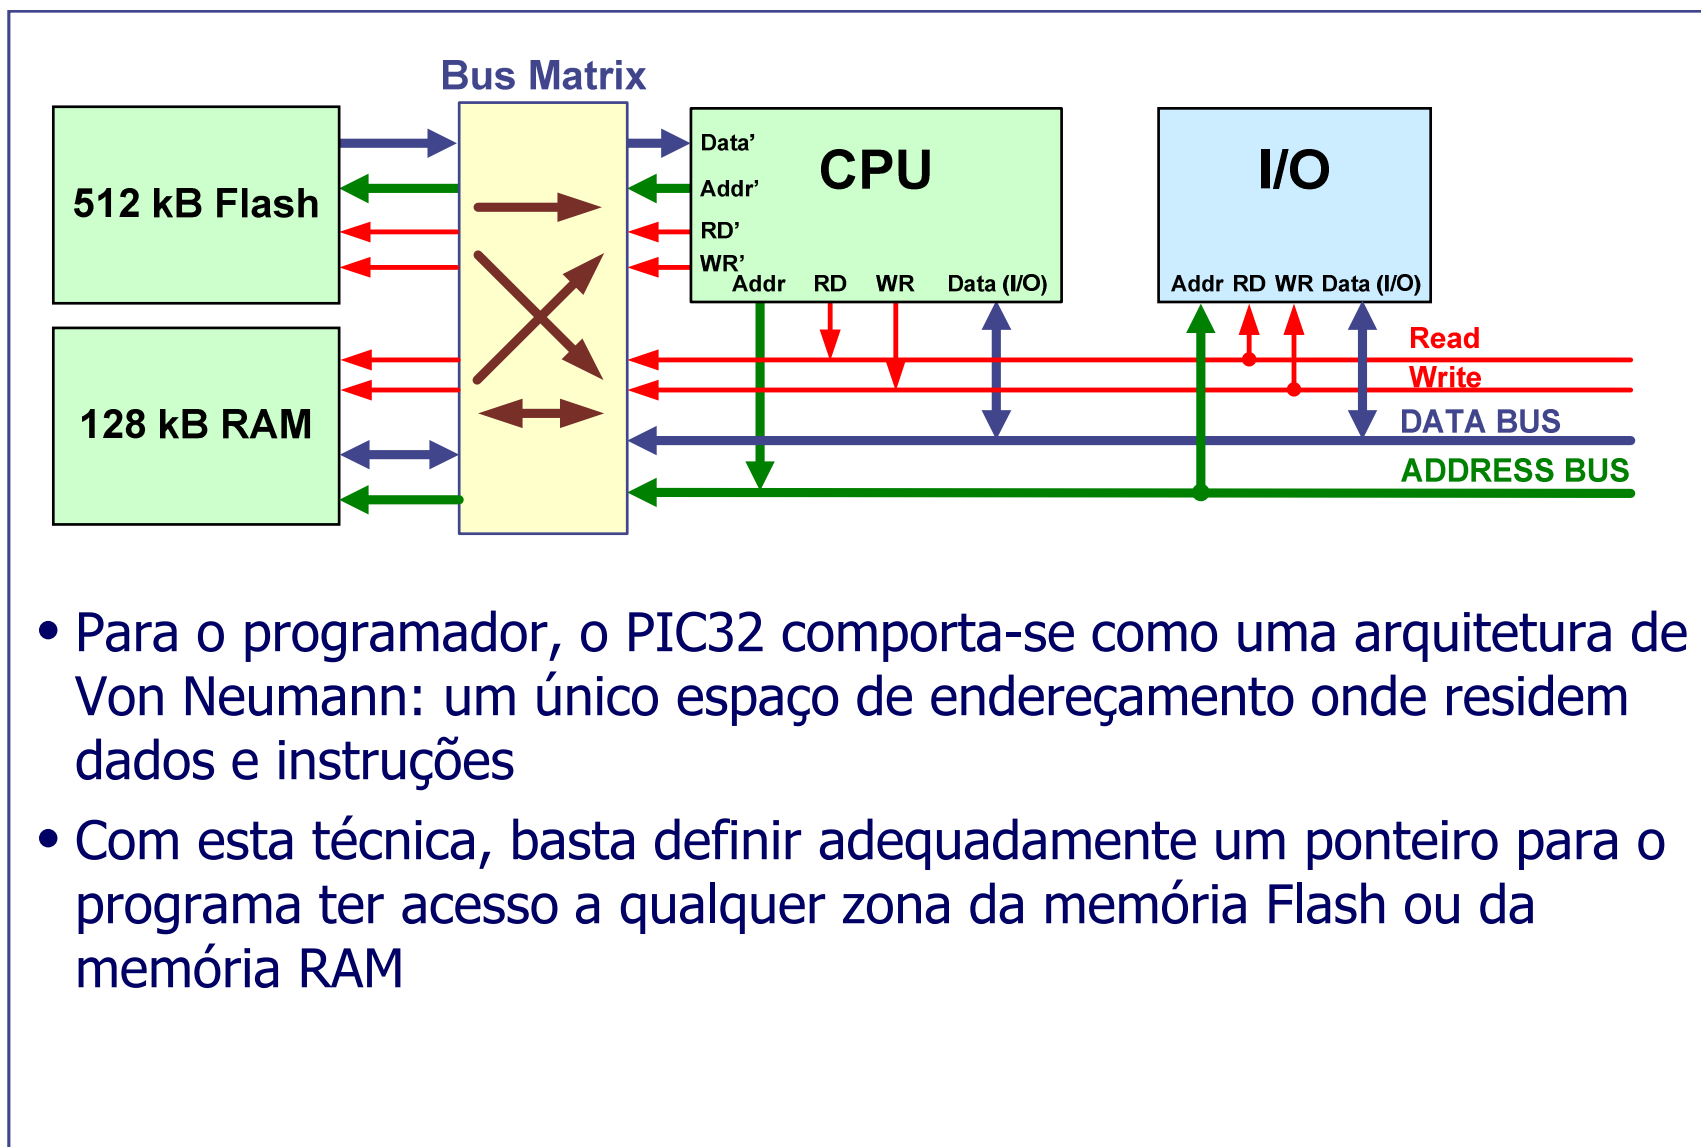 Bus Matrix
512 kB Flash
128 kB RAM
Data’
Addr’
RD’
WR’
CPU
Addr RD WR Data (I/O)
I/O
Addr RD WR Data (I/O)
Read
Write
DATA BUS
ADDRESS BUS
• Para o programador, o PIC32 comporta-se como uma arquitetura de
Von Neumann: um único espaço de endereçamento onde residem
dados e instruções
• Com esta técnica, basta definir adequadamente um ponteiro para o
programa ter acesso a qualquer zona da memória Flash ou da
memória RAM